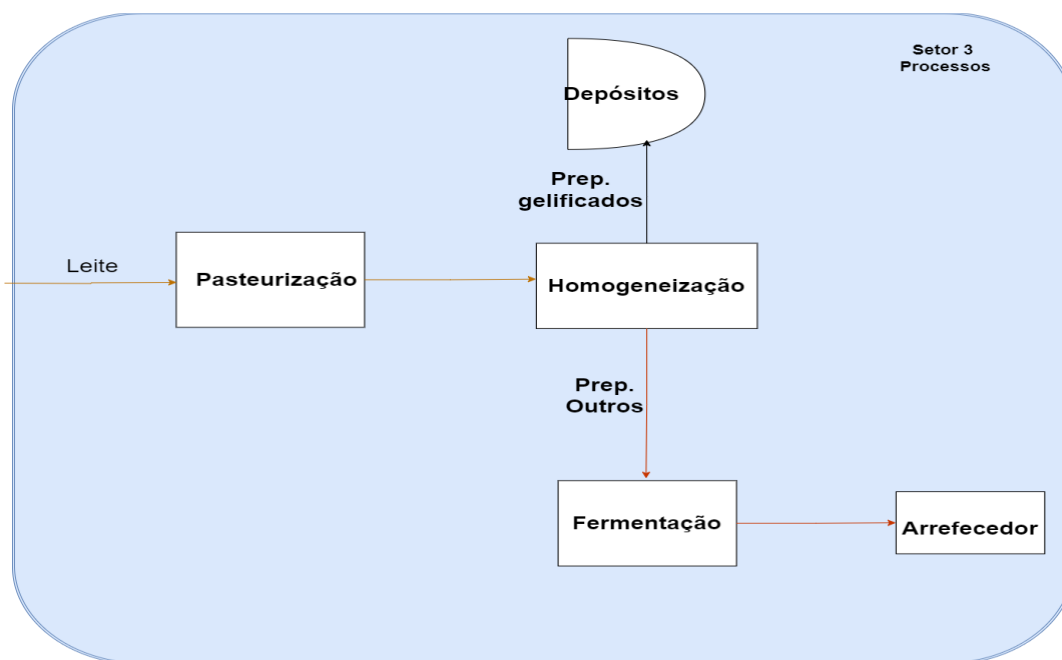 Setor 3
Processos
Depósitos
Prep.
gelificados
Leite
Pasteurização
Homogeneização
Prep.
Outros
Fermentação
Arrefecedor